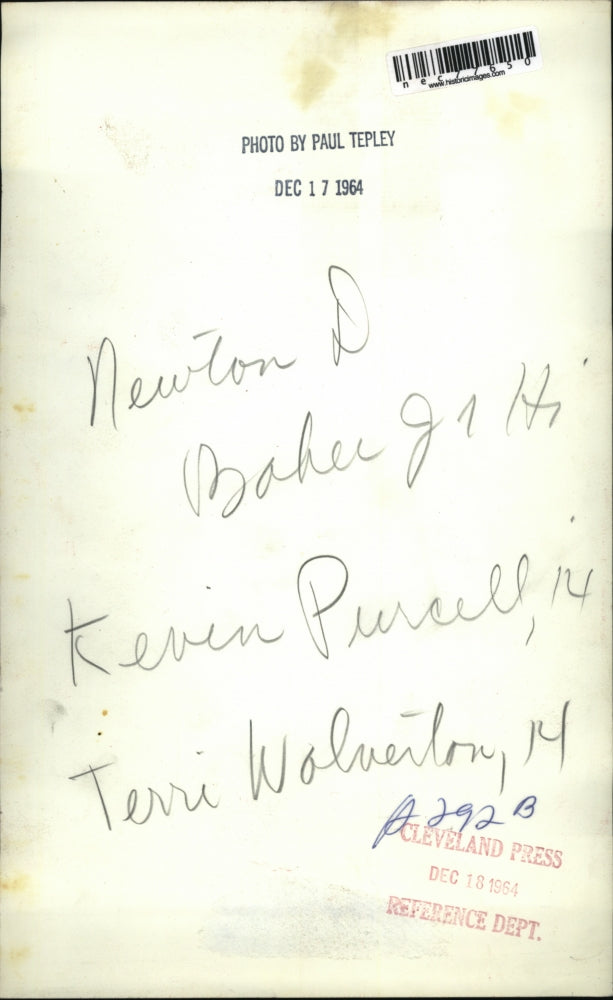 nec77650
www.historicimages.com
PHOTO BY PAUL TEPLEY
DEC 17 1964
Newton D
Baker Jr Hi
Kevin Purcell, 14
Terri Wolverton, 14
A292B
CLEVELAND PRESS
DEC 18 1964
REFERENCE DEPT.